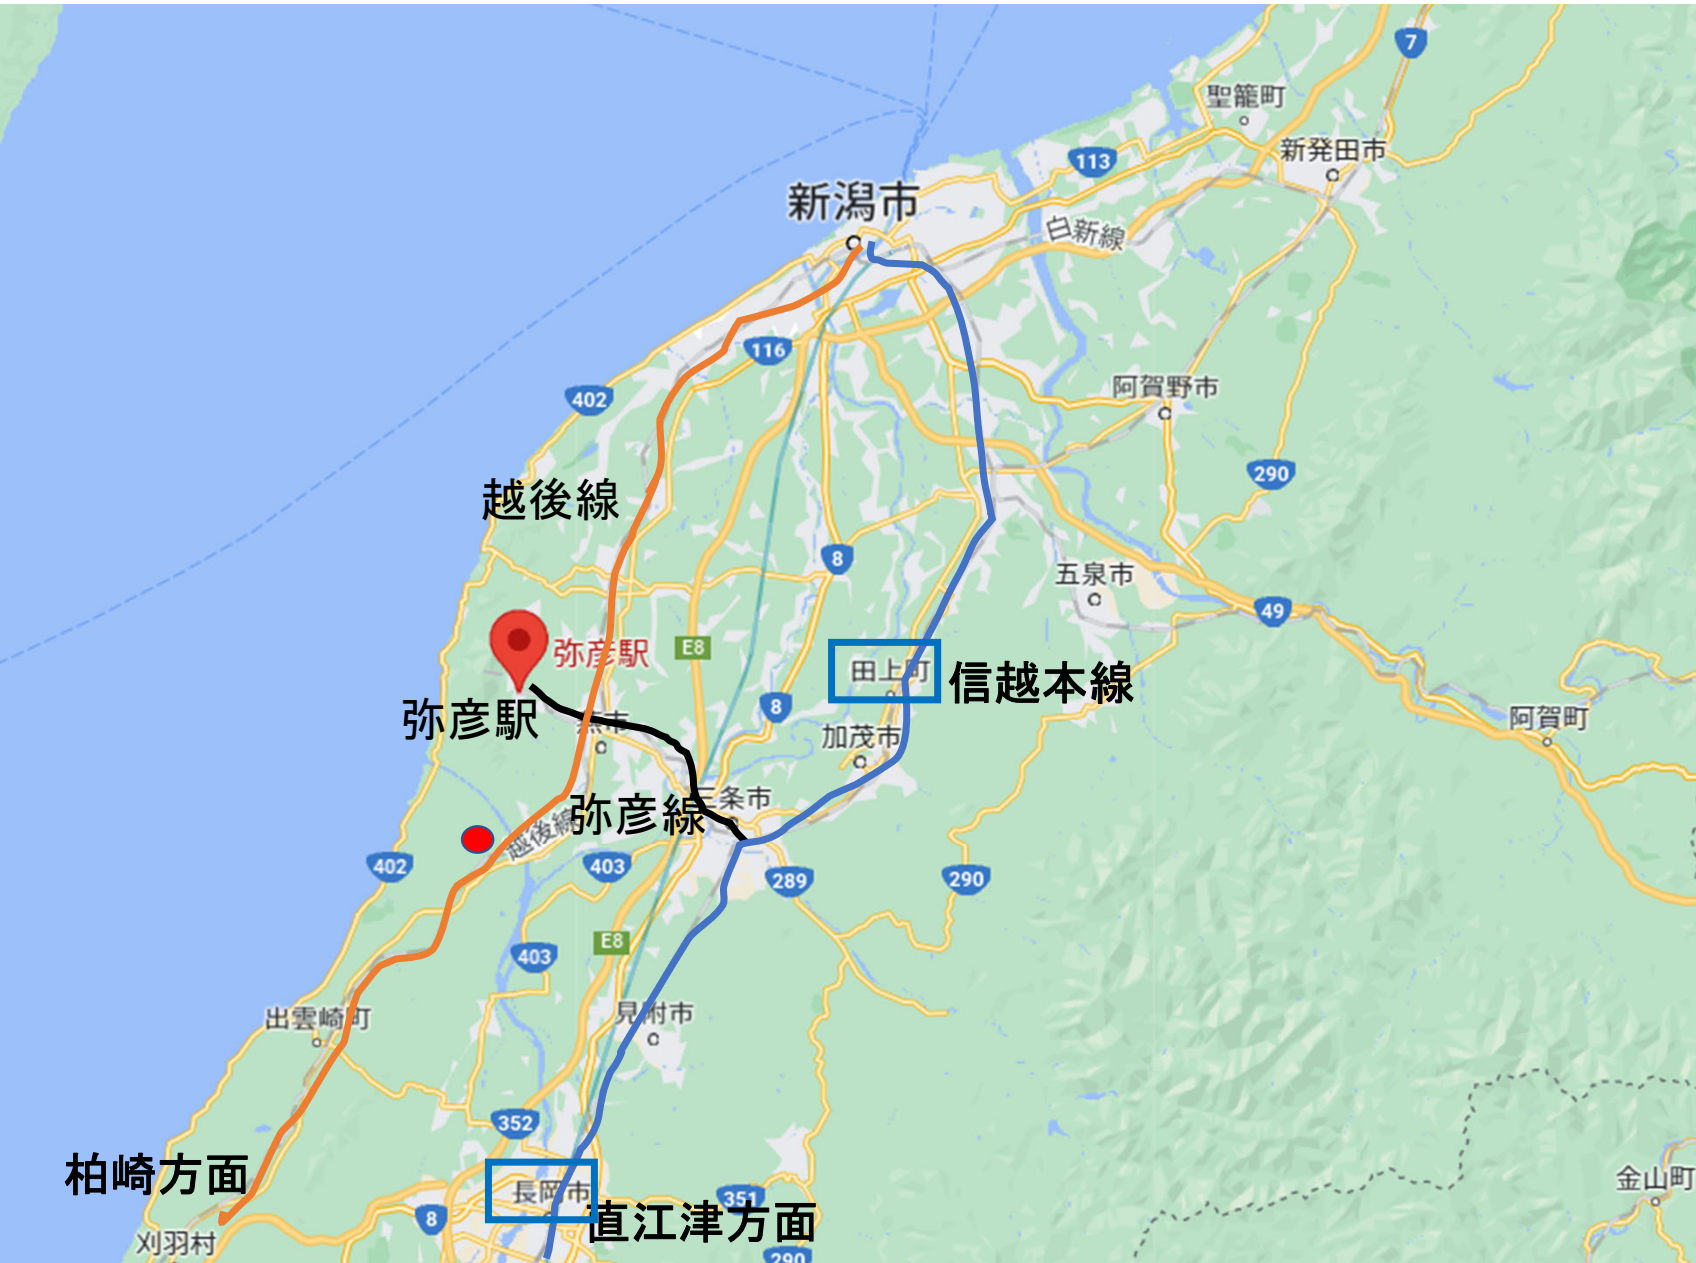 7
聖籠町
新発田市
113
新潟市
白新線
116
402
阿賀野市
290
越後線
8
五泉市
49
弥彦駅
E8
田上町
信越本線
弥彦駅
燕市
8
加茂市
阿賀町
弥彦線
三条市
越後線
402
403
289
290
E8
403
見附市
出雲崎町
352
柏崎方面
長岡市
351
金山町
8
直江津方面
刈羽村
290